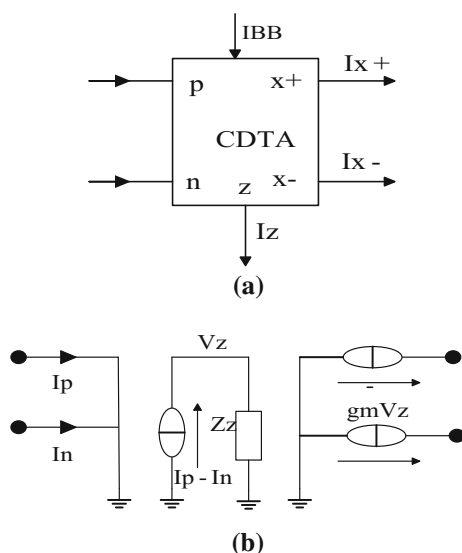 IBB
Ix +
p
x+
CDTA
n
x-
Ix -
z
Iz
(a)
Vz
Ip
Zz
-
gmVz
In
Ip - In
(b)